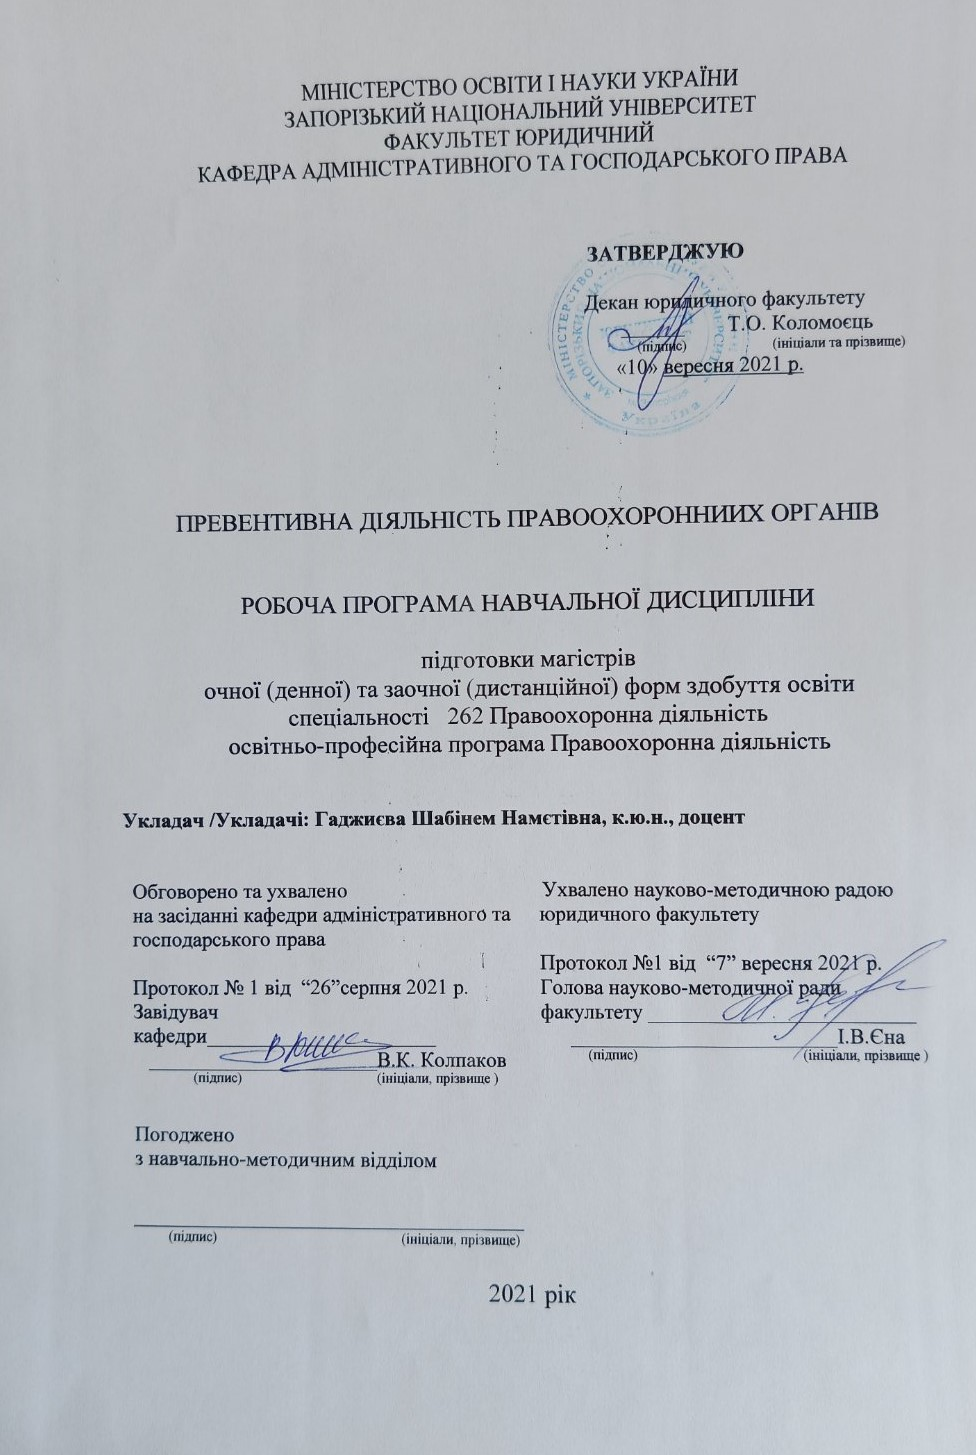 МІНІСТЕРСТВО ОСВІТИ І НАУКИ УКРАЇНИ
ЗАПОРІЗЬКИЙ НАЦІОНАЛЬНИЙ УНІВЕРСИТЕТ
ФАКУЛЬТЕТ ЮРИДИЧНИЙ
КАФЕДРА АДМІНІСТРАТИВНОГО ТА ГОСПОДАРСЬКОГО ПРАВА
ЗАТВЕРДЖУЮ
Декан юридичного факультету
Т.О. Коломоєць
(підпис) (ініціали та прізвище)
«10» вересня 2021 р.
МІНІСТЕРСТВО
Україна
ПРЕВЕНТИВНА ДІЯЛЬНІСТЬ ПРАВООХОРОННИИХ ОРГАНІВ
РОБОЧА ПРОГРАМА НАВЧАЛЬНОЇ ДИСЦИПЛІНИ
підготовки магістрів
очної (денної) та заочної (дистанційної) форм здобуття освіти
спеціальності 262 Правоохоронна діяльність
освітньо-професійна програма Правоохоронна діяльність
Укладач /Укладачі: Гаджиєва Шабінем Намєтівна, к.ю.н., доцент
Обговорено та ухвалено
на засіданні кафедри адміністративного та
господарського права
Протокол № 1 від “26”серпня 2021 р.
Завідувач
кафедри
В.К. Колпаков
(підпис) (ініціали, прізвище )
Ухвалено науково-методичною радою
юридичного факультету
Протокол №1 від “7” вересня 2021 р.
Голова науково-методичної ради
факультету
І.В.Єна
(підпис) (ініціали, прізвище )
Погоджено
з навчально-методичним відділом
(підпис) (ініціали, прізвище)
2021 рік